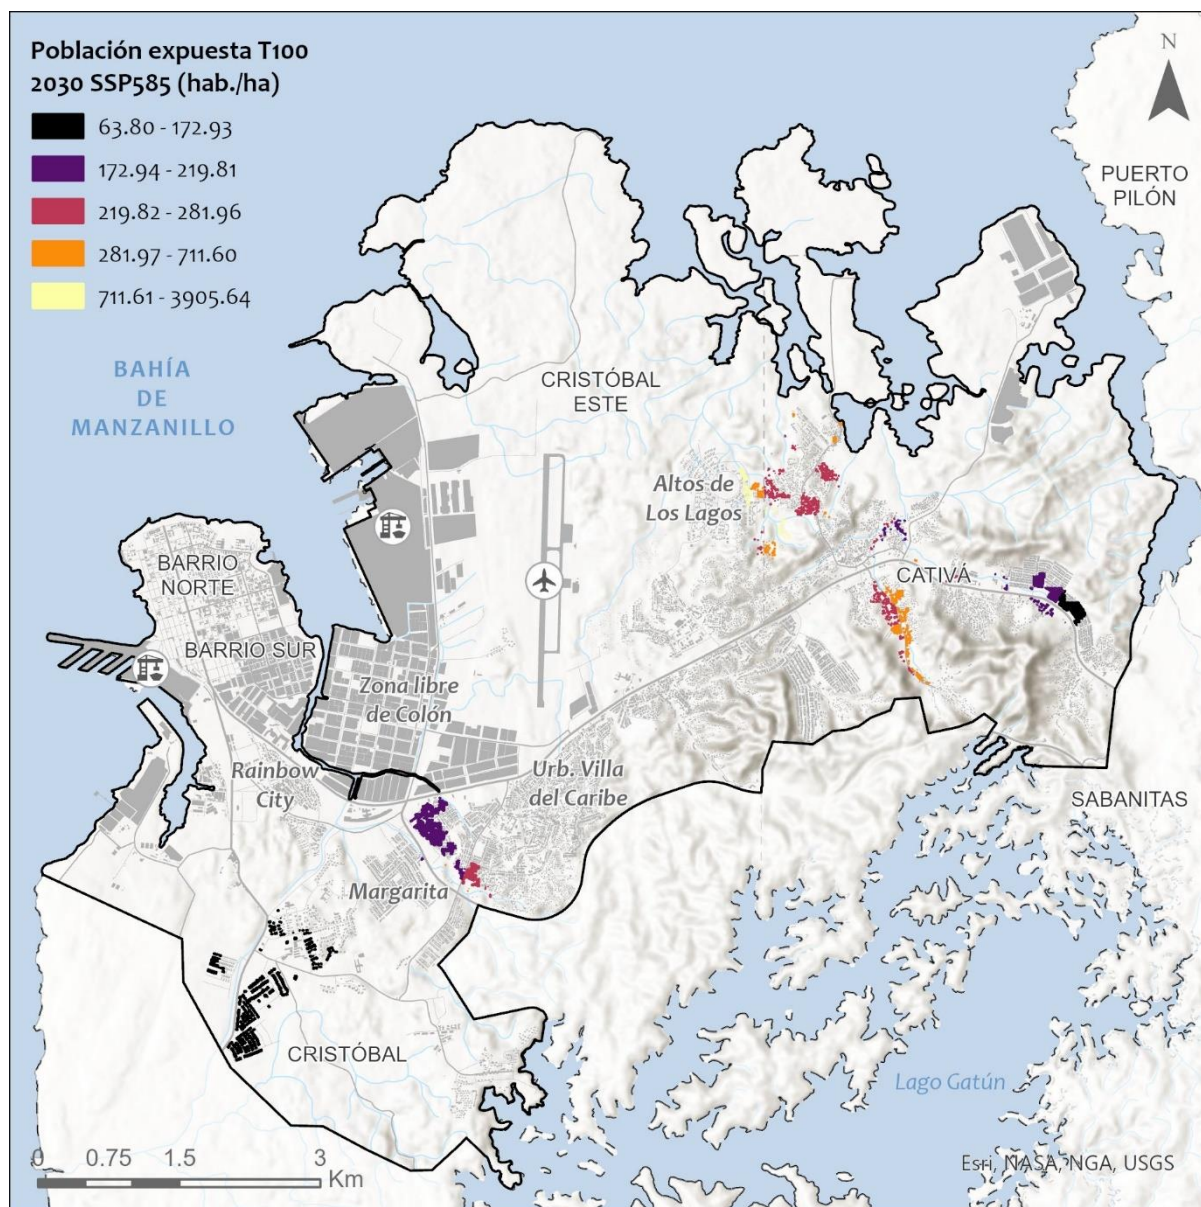 Población expuesta T100
2030 SSP585 (hab./ha)
63.80 - 172.93
172.94 - 219.81
219.82 - 281.96
281.97 - 711.60
711.61 - 3905.64
N
PUERTO
PILÓN
BAHÍA
DE
MANZANILLO
CRISTÓBAL
ESTE
Altos de
Los Lagos
BARRIO
NORTE
CATIVÁ
BARRIO SUR
Zona libre
de Colón
Rainbow
City
Urb. Villa
del Caribe
SABANITAS
Margarita
CRISTÓBAL
Lago Gatún
0 0.75 1.5 3
Km
Esri, NASA, NGA, USGS